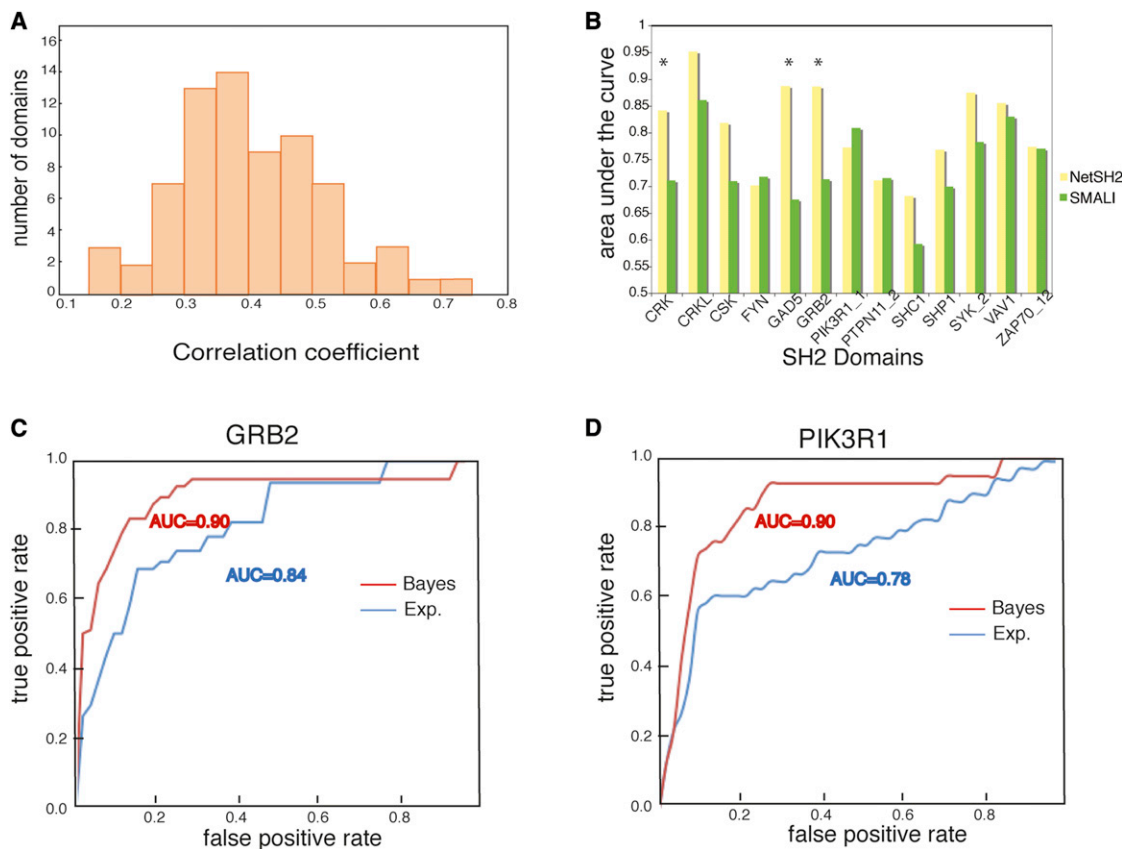 A
number of domains
16
14
12
10
8
6
4
2
0
0.1 0.2 0.3 0.4 0.5 0.6 0.7 0.8
Correlation coefficient
B
area under the curve
1
0.95
0.9
0.85
0.8
0.75
0.7
0.65
0.6
0.55
0.5
* * *
CRK CRKL CSK FYN GAD5 GRB2 PIK3R1_1 PTPN11_2 SHC1 SHP1 SYK_2 VAV1 ZAP70_12
SH2 Domains
NetSH2
SMALI
C
GRB2
true positive rate
1.0
0.8
0.6
0.4
0.2
0.0
AUC=0.90
AUC=0.84
Bayes
Exp.
0.2 0.4 0.6 0.8
false positive rate
D
PIK3R1
true positive rate
1.0
0.8
0.6
0.4
0.2
0.0
AUC=0.90
AUC=0.78
Bayes
Exp.
0.2 0.4 0.6 0.8
false positive rate